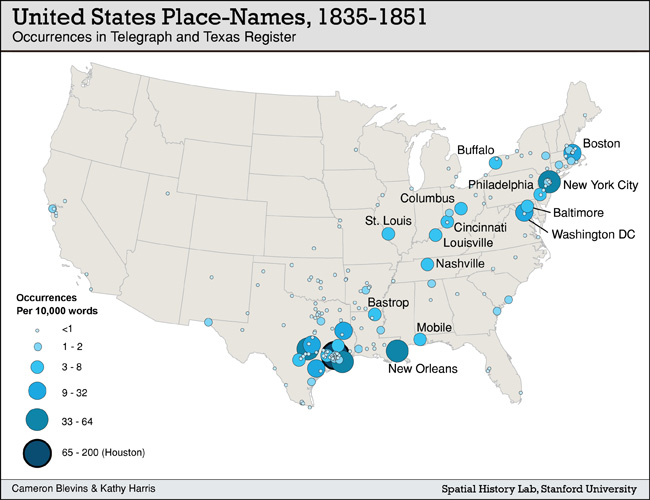 United States Place-Names, 1835-1851
Occurrences in Telegraph and Texas Register
Buffalo
Boston
Philadelphia
New York City
Columbus
Baltimore
St. Louis
Cincinnati
Washington DC
Louisville
Nashville
Occurrences
Per 10,000 words
<1
1 - 2
3 - 8
9 - 32
33 - 64
65 - 200 (Houston)
Bastrop
Mobile
New Orleans
Cameron Blevins & Kathy Harris
Spatial History Lab, Stanford University